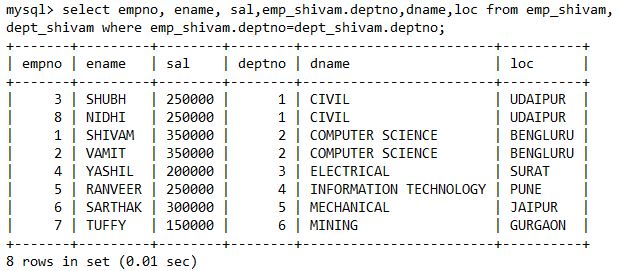 mysql> select empno, ename, sal,emp_shivam.deptno,dname,loc from emp_shivam,
dept_shivam where emp_shivam.deptno=dept_shivam.deptno;
+-------+---------+--------+--------+------------------------+----------+
| empno | ename   | sal    | deptno | dname                  | loc      |
+-------+---------+--------+--------+------------------------+----------+
|     3 | SHUBH   | 250000 |      1 | CIVIL                  | UDAIPUR  |
|     8 | NIDHI   | 250000 |      1 | CIVIL                  | UDAIPUR  |
|     1 | SHIVAM  | 350000 |      2 | COMPUTER SCIENCE       | BENGLURU |
|     2 | VAMIT   | 350000 |      2 | COMPUTER SCIENCE       | BENGLURU |
|     4 | YASHIL  | 200000 |      3 | ELECTRICAL             | SURAT    |
|     5 | RANVEER | 250000 |      4 | INFORMATION TECHNOLOGY | PUNE     |
|     6 | SARTHAK | 300000 |      5 | MECHANICAL             | JAIPUR   |
|     7 | TUFFY   | 150000 |      6 | MINING                 | GURGAON  |
+-------+---------+--------+--------+------------------------+----------+
8 rows in set (0.01 sec)